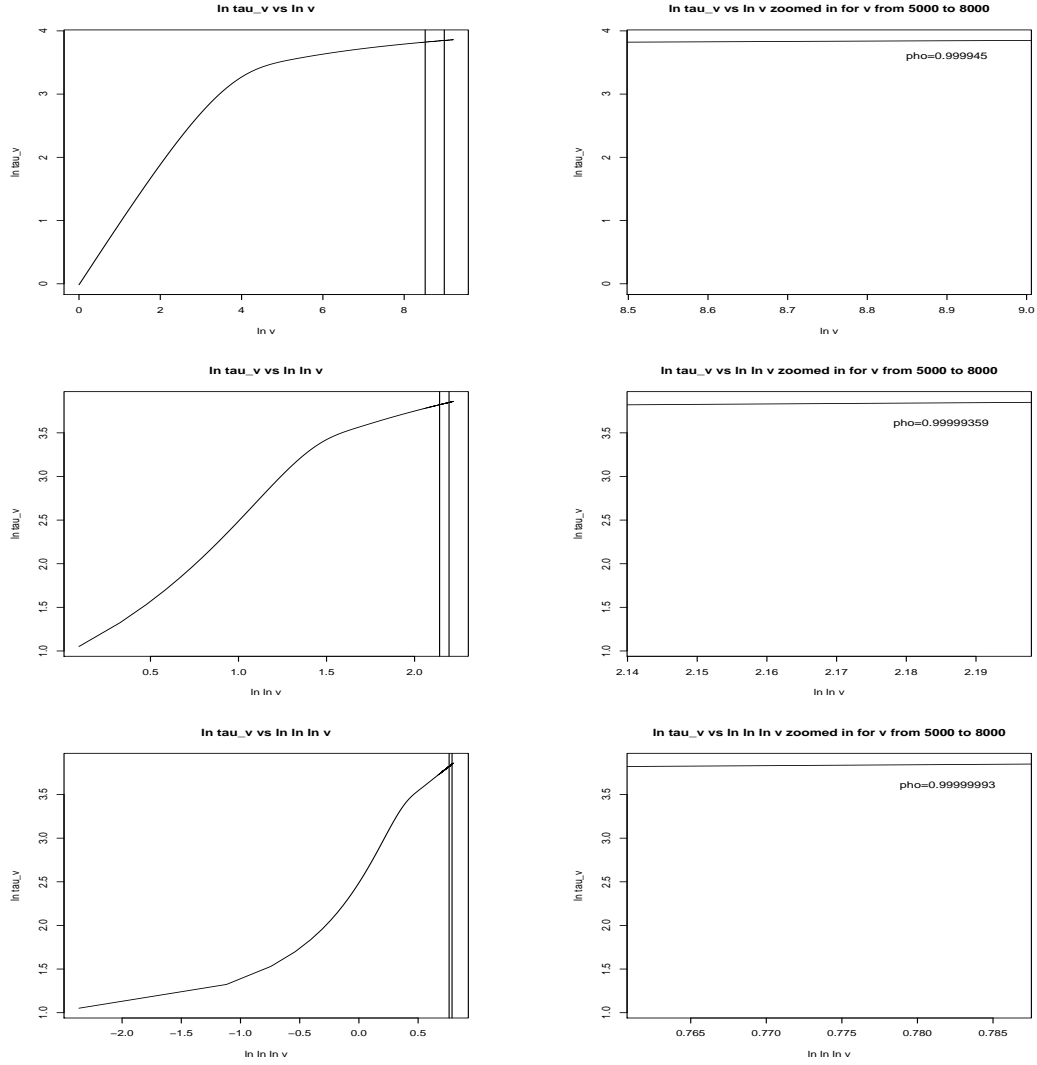 ln tau_v vs ln v
ln tau_v
0 1 2 3 4
0 2 4 6 8
ln v
ln tau_v vs ln v zoomed in for v from 5000 to 8000
pho=0.999945
ln tau_v
0 1 2 3 4
8.5 8.6 8.7 8.8 8.9 9.0
ln v
ln tau_v vs ln ln v
ln tau_v
1.0 1.5 2.0 2.5 3.0 3.5
0.5 1.0 1.5 2.0
ln ln v
ln tau_v vs ln ln v zoomed in for v from 5000 to 8000
pho=0.99999359
ln tau_v
1.0 1.5 2.0 2.5 3.0 3.5
2.14 2.15 2.16 2.17 2.18 2.19
ln ln v
ln tau_v vs ln ln ln v
ln tau_v
1.0 1.5 2.0 2.5 3.0 3.5
−2.0 −1.5 −1.0 −0.5 0.0 0.5
ln ln ln v
ln tau_v vs ln ln ln v zoomed in for v from 5000 to 8000
pho=0.99999993
ln tau_v
1.0 1.5 2.0 2.5 3.0 3.5
0.765 0.770 0.775 0.780 0.785
ln ln ln v